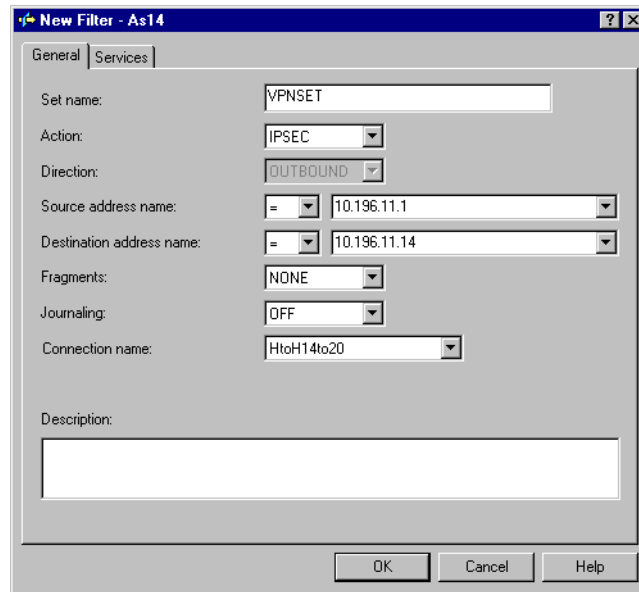 New Filter - As14
General Services
Set name: VPNSET
Action: IPSEC
Direction: OUTBOUND
Source address name: = 10.196.11.1
Destination address name: = 10.196.11.14
Fragments: NONE
Journaling: OFF
Connection name: HtoH14to20
Description:
OK Cancel Help